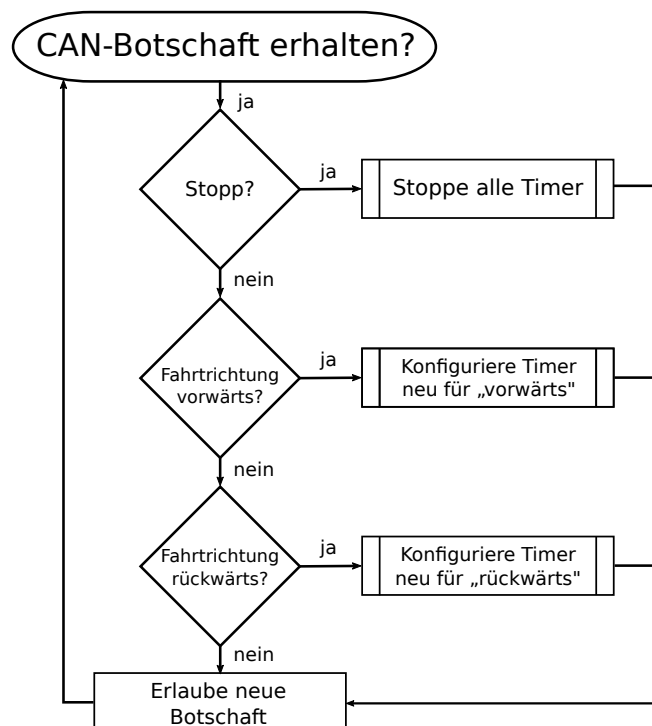 CAN-Botschaft erhalten?
ja
Stopp?
ja
Stoppe alle Timer
nein
Fahrtrichtung
vorwärts?
ja
Konfiguriere Timer
neu für „vorwärts"
nein
Fahrtrichtung
rückwärts?
ja
Konfiguriere Timer
neu für „rückwärts"
nein
Erlaube neue
Botschaft